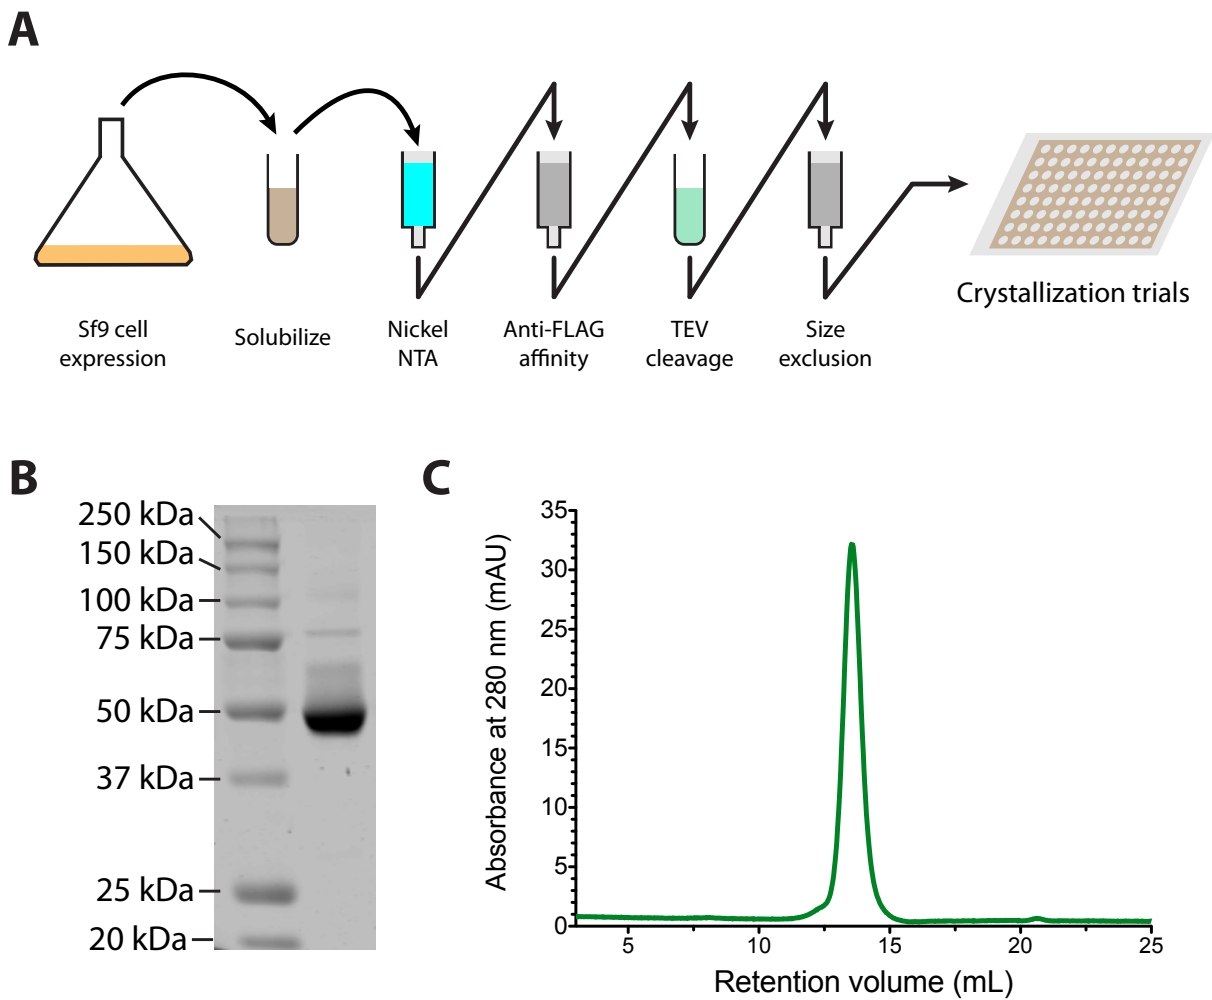 A
Sf9 cell
expression
Solubilize
Nickel
NTA
Anti-FLAG
affinity
TEV
cleavage
Size
exclusion
Crystallization trials
B
250 kDa
150 kDa
100 kDa
75 kDa
50 kDa
37 kDa
25 kDa
20 kDa
C
Absorbance at 280 nm (mAU)
35
30
25
20
15
10
5
0
5 10 15 20 25
Retention volume (mL)